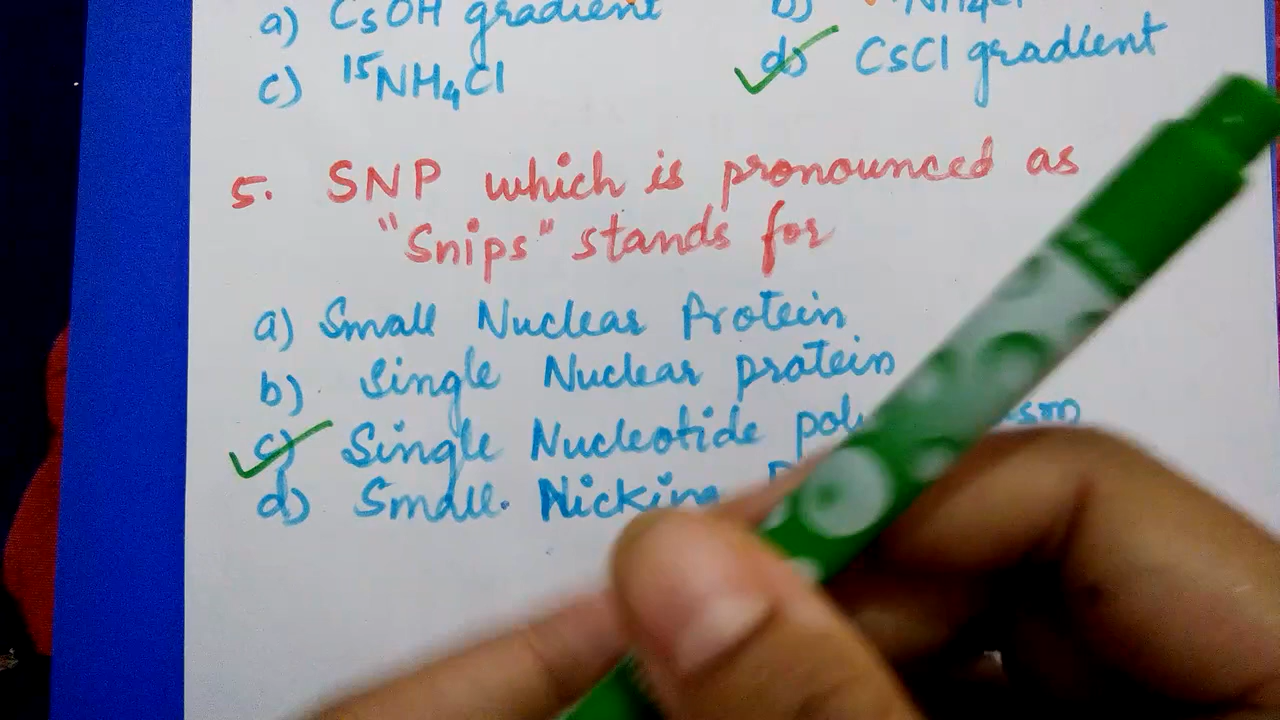 a) CsOH gradient b)
c) ¹⁵NH₄Cl d) CsCl gradient
5. SNP which is pronounced as
"Snips" stands for
a) Small Nuclear Protein
b) Single Nuclear protein
c) Single Nucleotide
d) Small Nicking